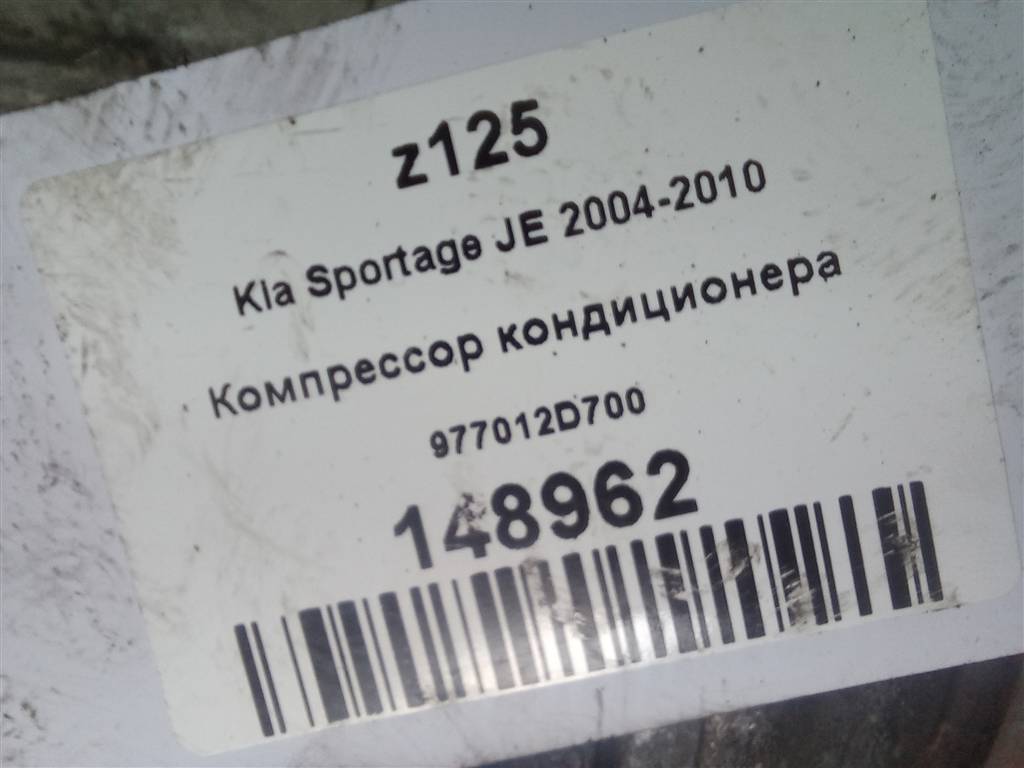 z125
Kia Sportage JE 2004-2010
Компрессор кондиционера
977012D700
148962